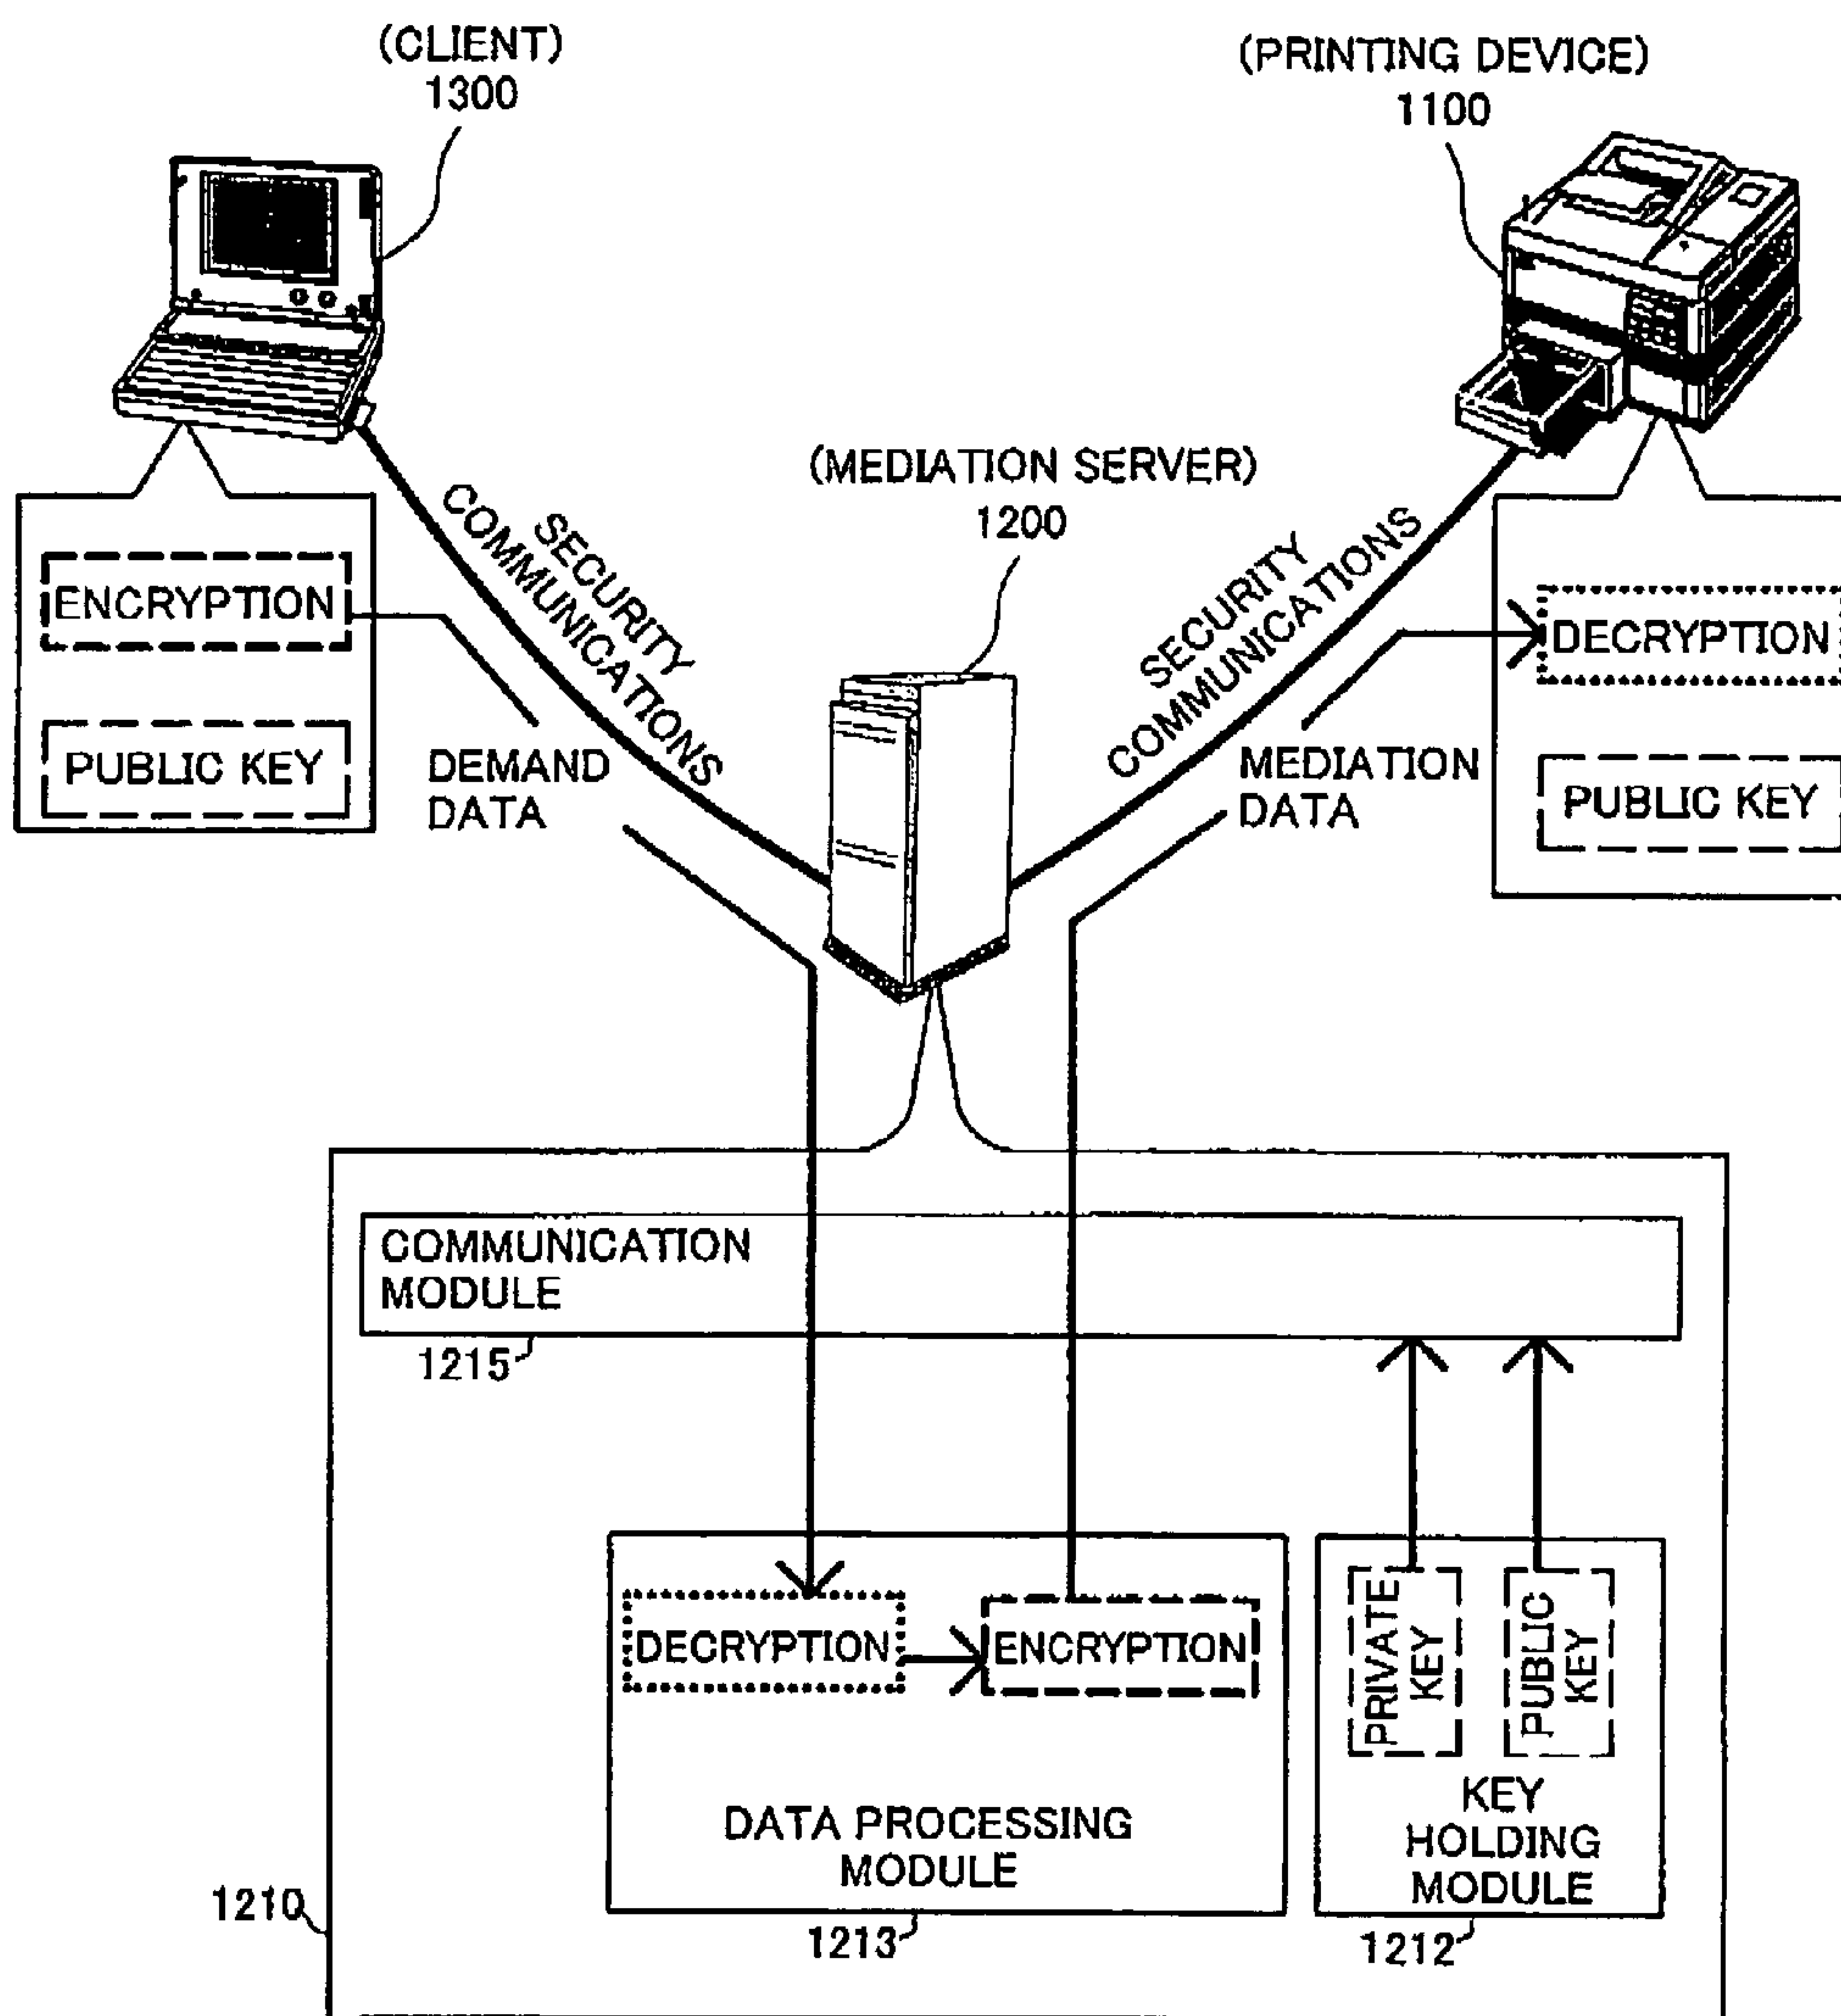 (CLIENT)
1300
(PRINTING DEVICE)
1100
(MEDIATION SERVER)
1200
SECURITY
COMMUNICATIONS
SECURITY
COMMUNICATIONS
ENCRYPTION
PUBLIC KEY
DEMAND
DATA
MEDIATION
DATA
DECRYPTION
PUBLIC KEY
COMMUNICATION
MODULE
1215
DECRYPTION
ENCRYPTION
DATA PROCESSING
MODULE
1213
PRIVATE
KEY
PUBLIC
KEY
KEY
HOLDING
MODULE
1212
1210